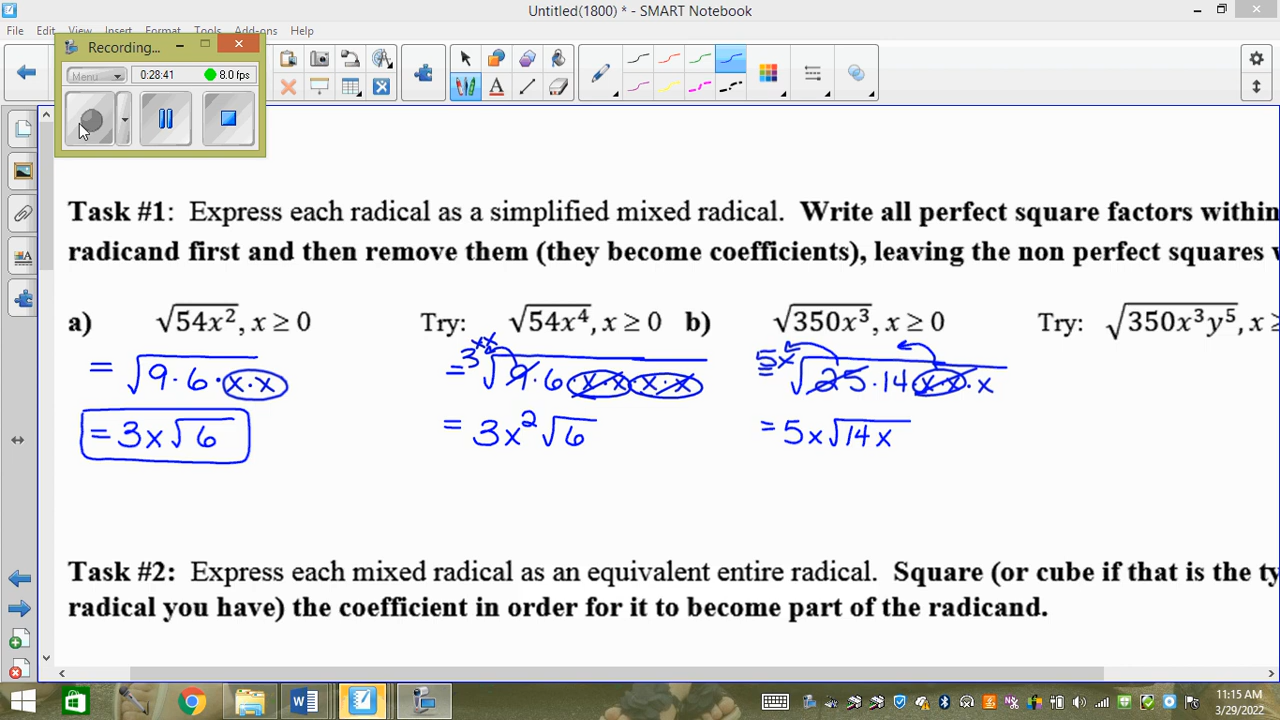 Untitled(1800) * - SMART Notebook
File Edit View Insert Format Tools Add-ons Help
Recording...
Menu 0:28:41 8.0 fps
Task #1: Express each radical as a simplified mixed radical. Write all perfect square factors within
radicand first and then remove them (they become coefficients), leaving the non perfect squares
a) √54x², x ≥ 0 Try: √54x⁴, x ≥ 0 b) √350x³, x ≥ 0 Try: √350x³y⁵, x ≥
= √9·6·x·x = 3xx√9·6x·x·x·x = 5x√25·14x·x·x
= 3x√6 = 3x²√6 = 5x√14x
Task #2: Express each mixed radical as an equivalent entire radical. Square (or cube if that is the ty
radical you have) the coefficient in order for it to become part of the radicand.
11:15 AM
3/29/2022